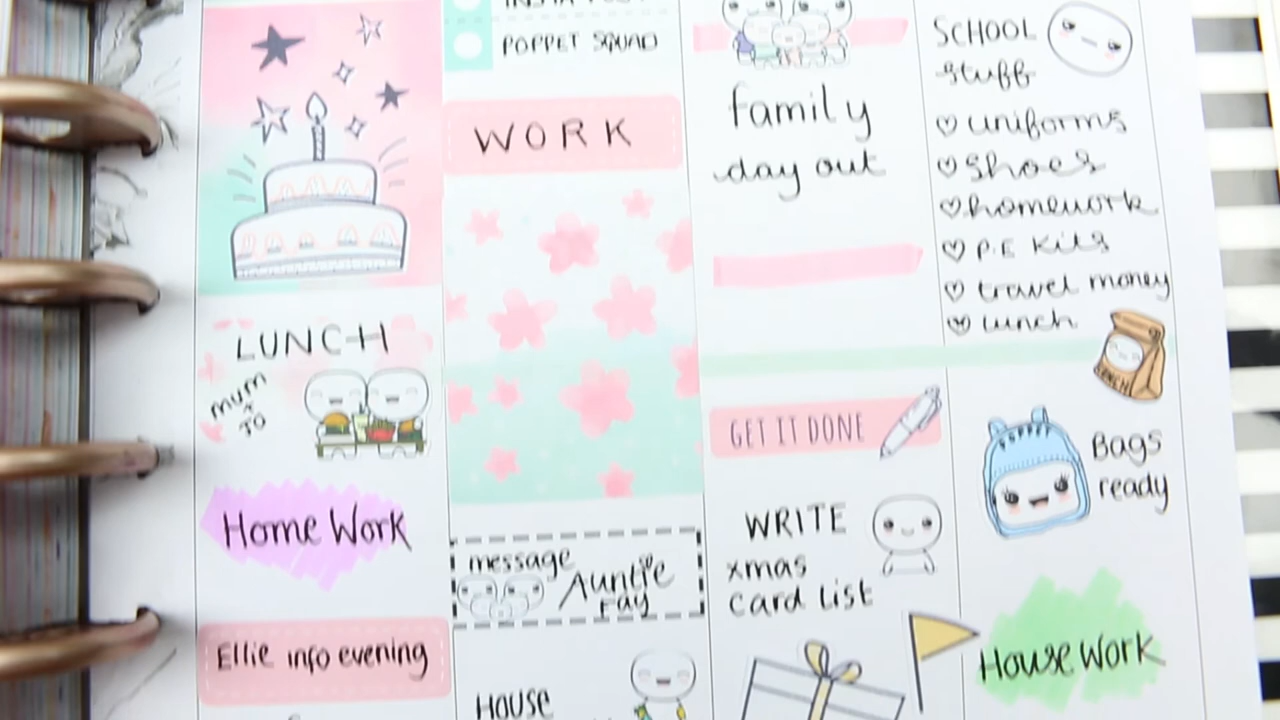 LUNCH
mum
+
JO
Home Work
Ellie info evening
POPPET SQUAD
WORK
message
Auntie
Fay
HOUSE
family
day out
GET IT DONE
WRITE
xmas
card list
SCHOOL
stuff
uniforms
shoes
homework
P.E kits
travel money
lunch
LUNCH
Bags
ready
House Work